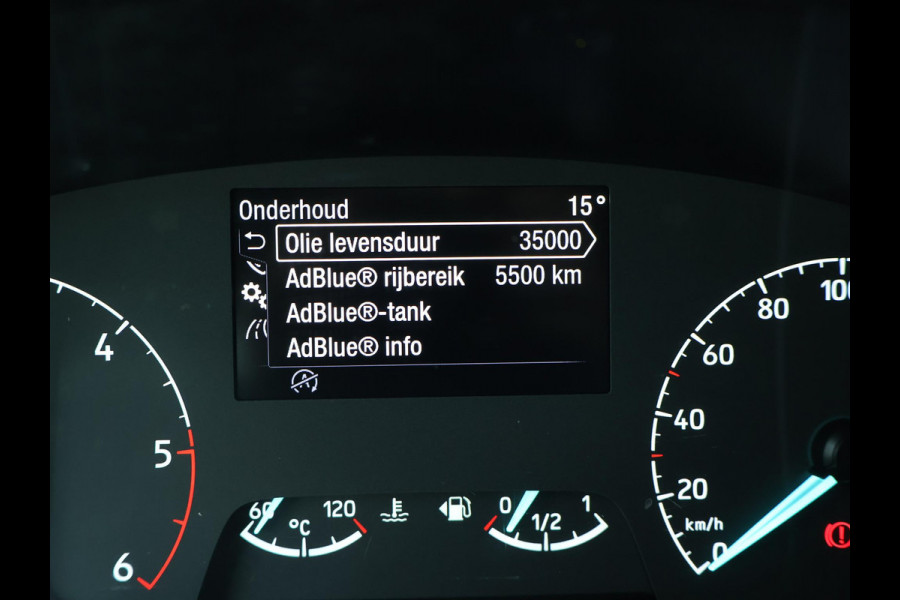 Onderhoud 15°
Olie levensduur 35000
AdBlue® rijbereik 5500 km
AdBlue®-tank
AdBlue® info
4
5
6
60 120
°C
0 1
1/2
100
80
60
40
20
km/h
0